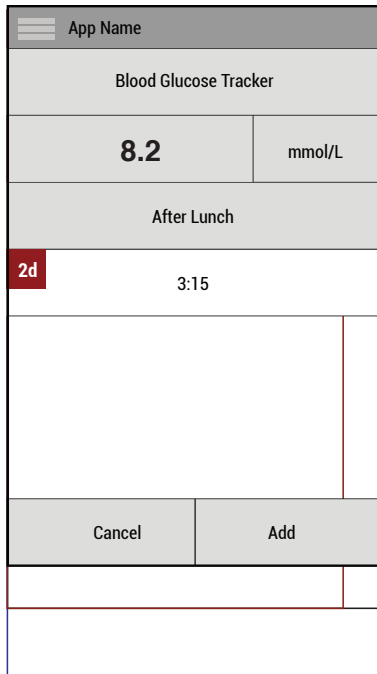 App Name
Blood Glucose Tracker
8.2
mmol/L
After Lunch
2d
3:15
Cancel
Add